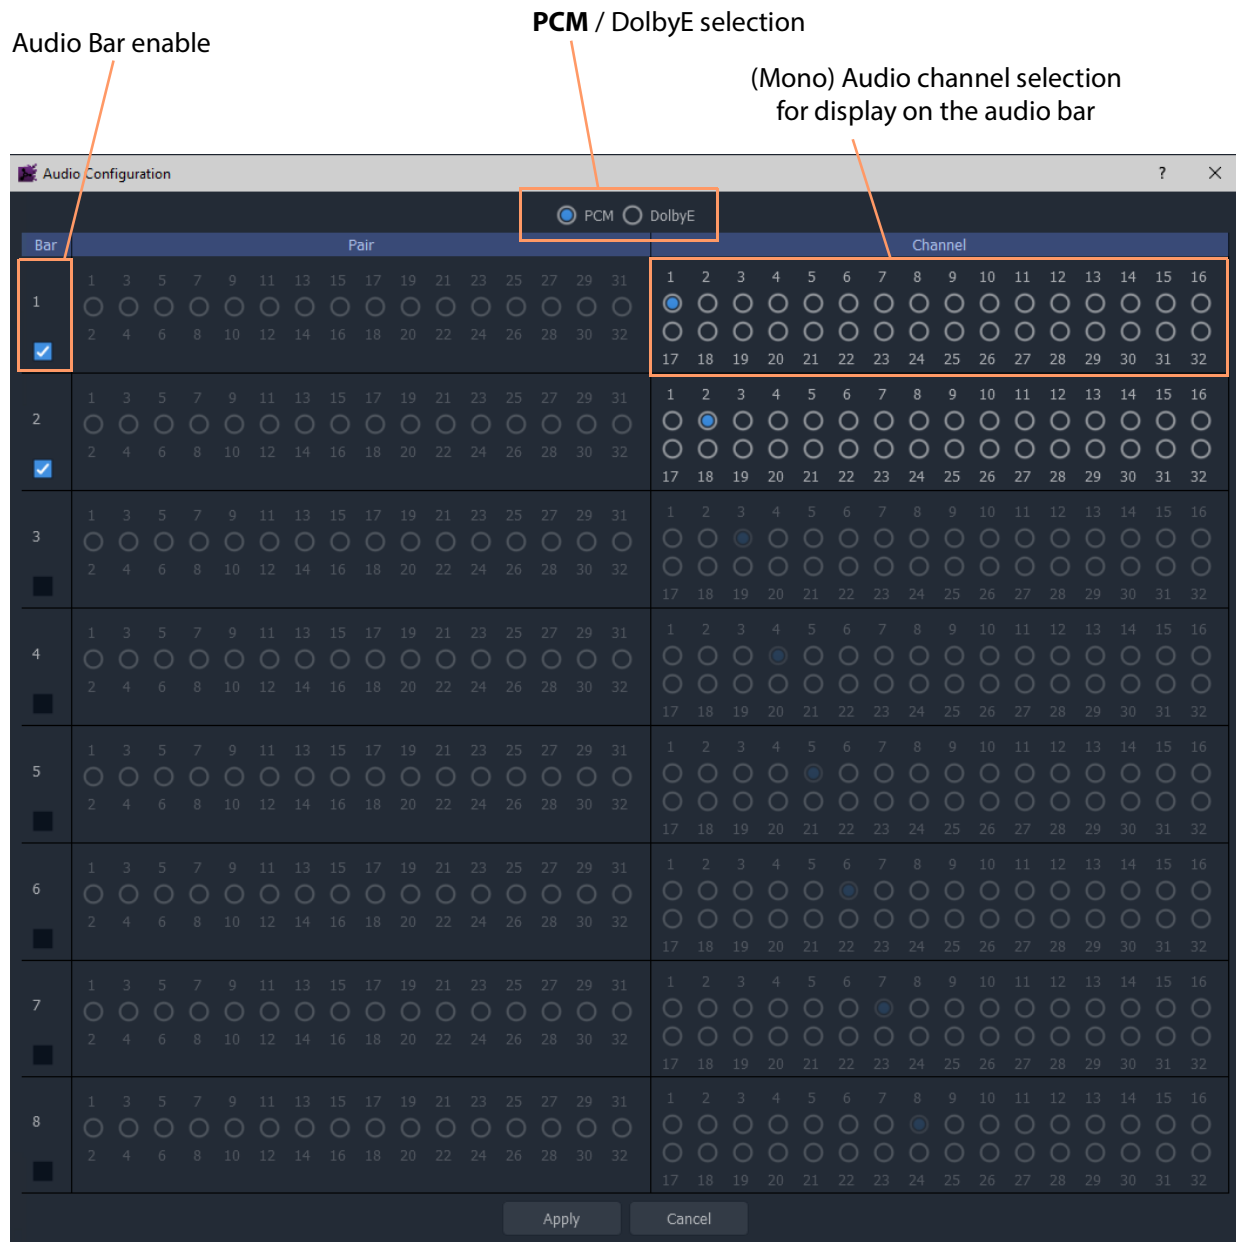 PCM / DolbyE selection
Audio Bar enable
(Mono) Audio channel selection
for display on the audio bar
Audio Configuration ? ×
PCM DolbyE
Bar Pair Channel
1 3 5 7 9 11 13 15 17 19 21 23 25 27 29 31 1 2 3 4 5 6 7 8 9 10 11 12 13 14 15 16
1
2 4 6 8 10 12 14 16 18 20 22 24 26 28 30 32
17 18 19 20 21 22 23 24 25 26 27 28 29 30 31 32
1 3 5 7 9 11 13 15 17 19 21 23 25 27 29 31 1 2 3 4 5 6 7 8 9 10 11 12 13 14 15 16
2
2 4 6 8 10 12 14 16 18 20 22 24 26 28 30 32
17 18 19 20 21 22 23 24 25 26 27 28 29 30 31 32
1 3 5 7 9 11 13 15 17 19 21 23 25 27 29 31 1 2 3 4 5 6 7 8 9 10 11 12 13 14 15 16
3
2 4 6 8 10 12 14 16 18 20 22 24 26 28 30 32
17 18 19 20 21 22 23 24 25 26 27 28 29 30 31 32
1 3 5 7 9 11 13 15 17 19 21 23 25 27 29 31 1 2 3 4 5 6 7 8 9 10 11 12 13 14 15 16
4
2 4 6 8 10 12 14 16 18 20 22 24 26 28 30 32
17 18 19 20 21 22 23 24 25 26 27 28 29 30 31 32
1 3 5 7 9 11 13 15 17 19 21 23 25 27 29 31 1 2 3 4 5 6 7 8 9 10 11 12 13 14 15 16
5
2 4 6 8 10 12 14 16 18 20 22 24 26 28 30 32
17 18 19 20 21 22 23 24 25 26 27 28 29 30 31 32
1 3 5 7 9 11 13 15 17 19 21 23 25 27 29 31 1 2 3 4 5 6 7 8 9 10 11 12 13 14 15 16
6
2 4 6 8 10 12 14 16 18 20 22 24 26 28 30 32
17 18 19 20 21 22 23 24 25 26 27 28 29 30 31 32
1 3 5 7 9 11 13 15 17 19 21 23 25 27 29 31 1 2 3 4 5 6 7 8 9 10 11 12 13 14 15 16
7
2 4 6 8 10 12 14 16 18 20 22 24 26 28 30 32
17 18 19 20 21 22 23 24 25 26 27 28 29 30 31 32
1 3 5 7 9 11 13 15 17 19 21 23 25 27 29 31 1 2 3 4 5 6 7 8 9 10 11 12 13 14 15 16
8
2 4 6 8 10 12 14 16 18 20 22 24 26 28 30 32
17 18 19 20 21 22 23 24 25 26 27 28 29 30 31 32
Apply Cancel